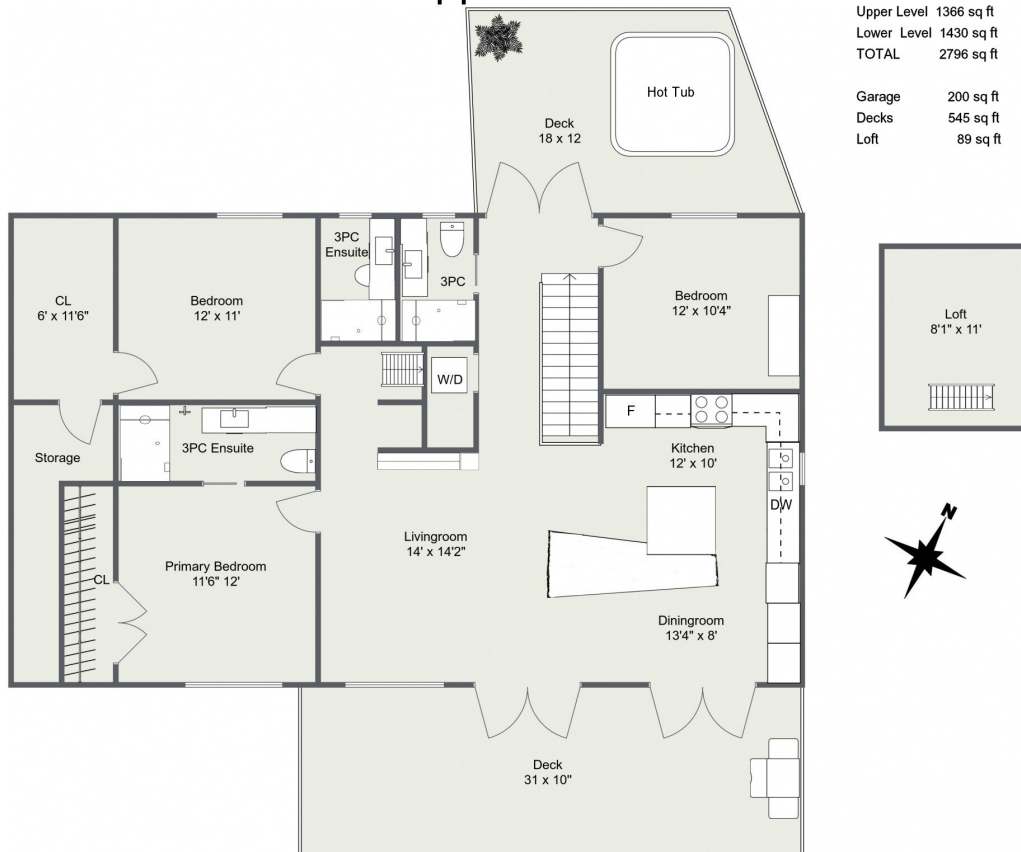 Upper Level 1366 sq ft
Lower Level 1430 sq ft
TOTAL 2796 sq ft
Garage 200 sq ft
Decks 545 sq ft
Loft 89 sq ft
Hot Tub
Deck
18 x 12
3PC
Ensuite
3PC
CL
6' x 11'6"
Bedroom
12' x 11'
Bedroom
12' x 10'4"
Loft
8'1" x 11'
W/D
F
Storage
3PC Ensuite
Kitchen
12' x 10'
DW
Livingroom
14' x 14'2"
CL
Primary Bedroom
11'6" 12'
Diningroom
13'4" x 8'
Deck
31 x 10"
N